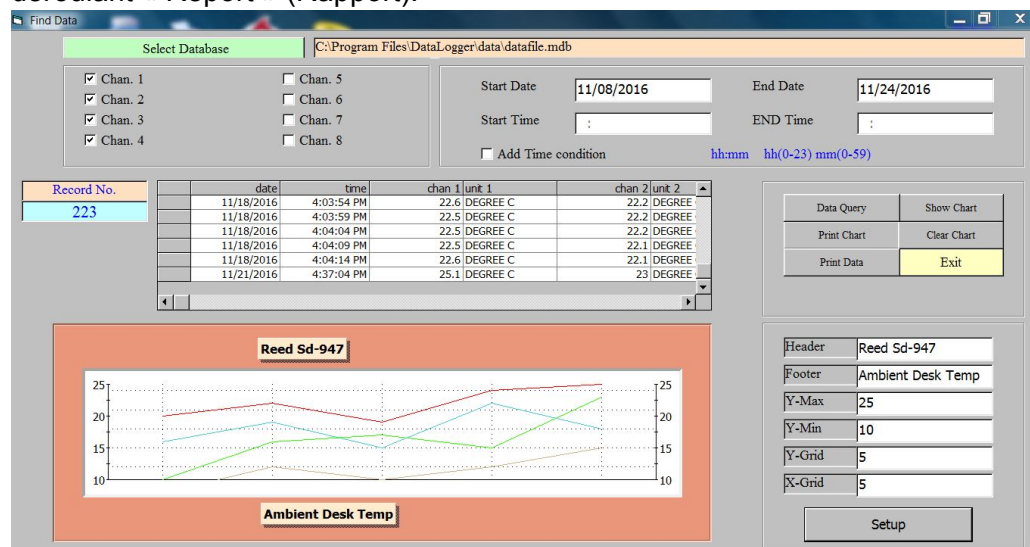 déroulant « Report » (Rapport).
Find Data
Select Database C:\Program Files\DataLogger\data\datafile.mdb
Chan. 1 Chan. 5
Chan. 2 Chan. 6
Chan. 3 Chan. 7
Chan. 4 Chan. 8
Start Date 11/08/2016 End Date 11/24/2016
Start Time : END Time :
Add Time condition hh:mm hh(0-23) mm(0-59)
Record No.
223
date time chan 1 unit 1 chan 2 unit 2
11/18/2016 4:03:54 PM 22.6 DEGREE C 22.2 DEGREE
11/18/2016 4:03:59 PM 22.5 DEGREE C 22.2 DEGREE
11/18/2016 4:04:04 PM 22.5 DEGREE C 22.2 DEGREE
11/18/2016 4:04:09 PM 22.5 DEGREE C 22.1 DEGREE
11/18/2016 4:04:14 PM 22.6 DEGREE C 22.1 DEGREE
11/21/2016 4:37:04 PM 25.1 DEGREE C 23 DEGREE
Data Query Show Chart
Print Chart Clear Chart
Print Data Exit
Reed Sd-947
25 25
20 20
15 15
10 10
Ambient Desk Temp
Header Reed Sd-947
Footer Ambient Desk Temp
Y-Max 25
Y-Min 10
Y-Grid 5
X-Grid 5
Setup